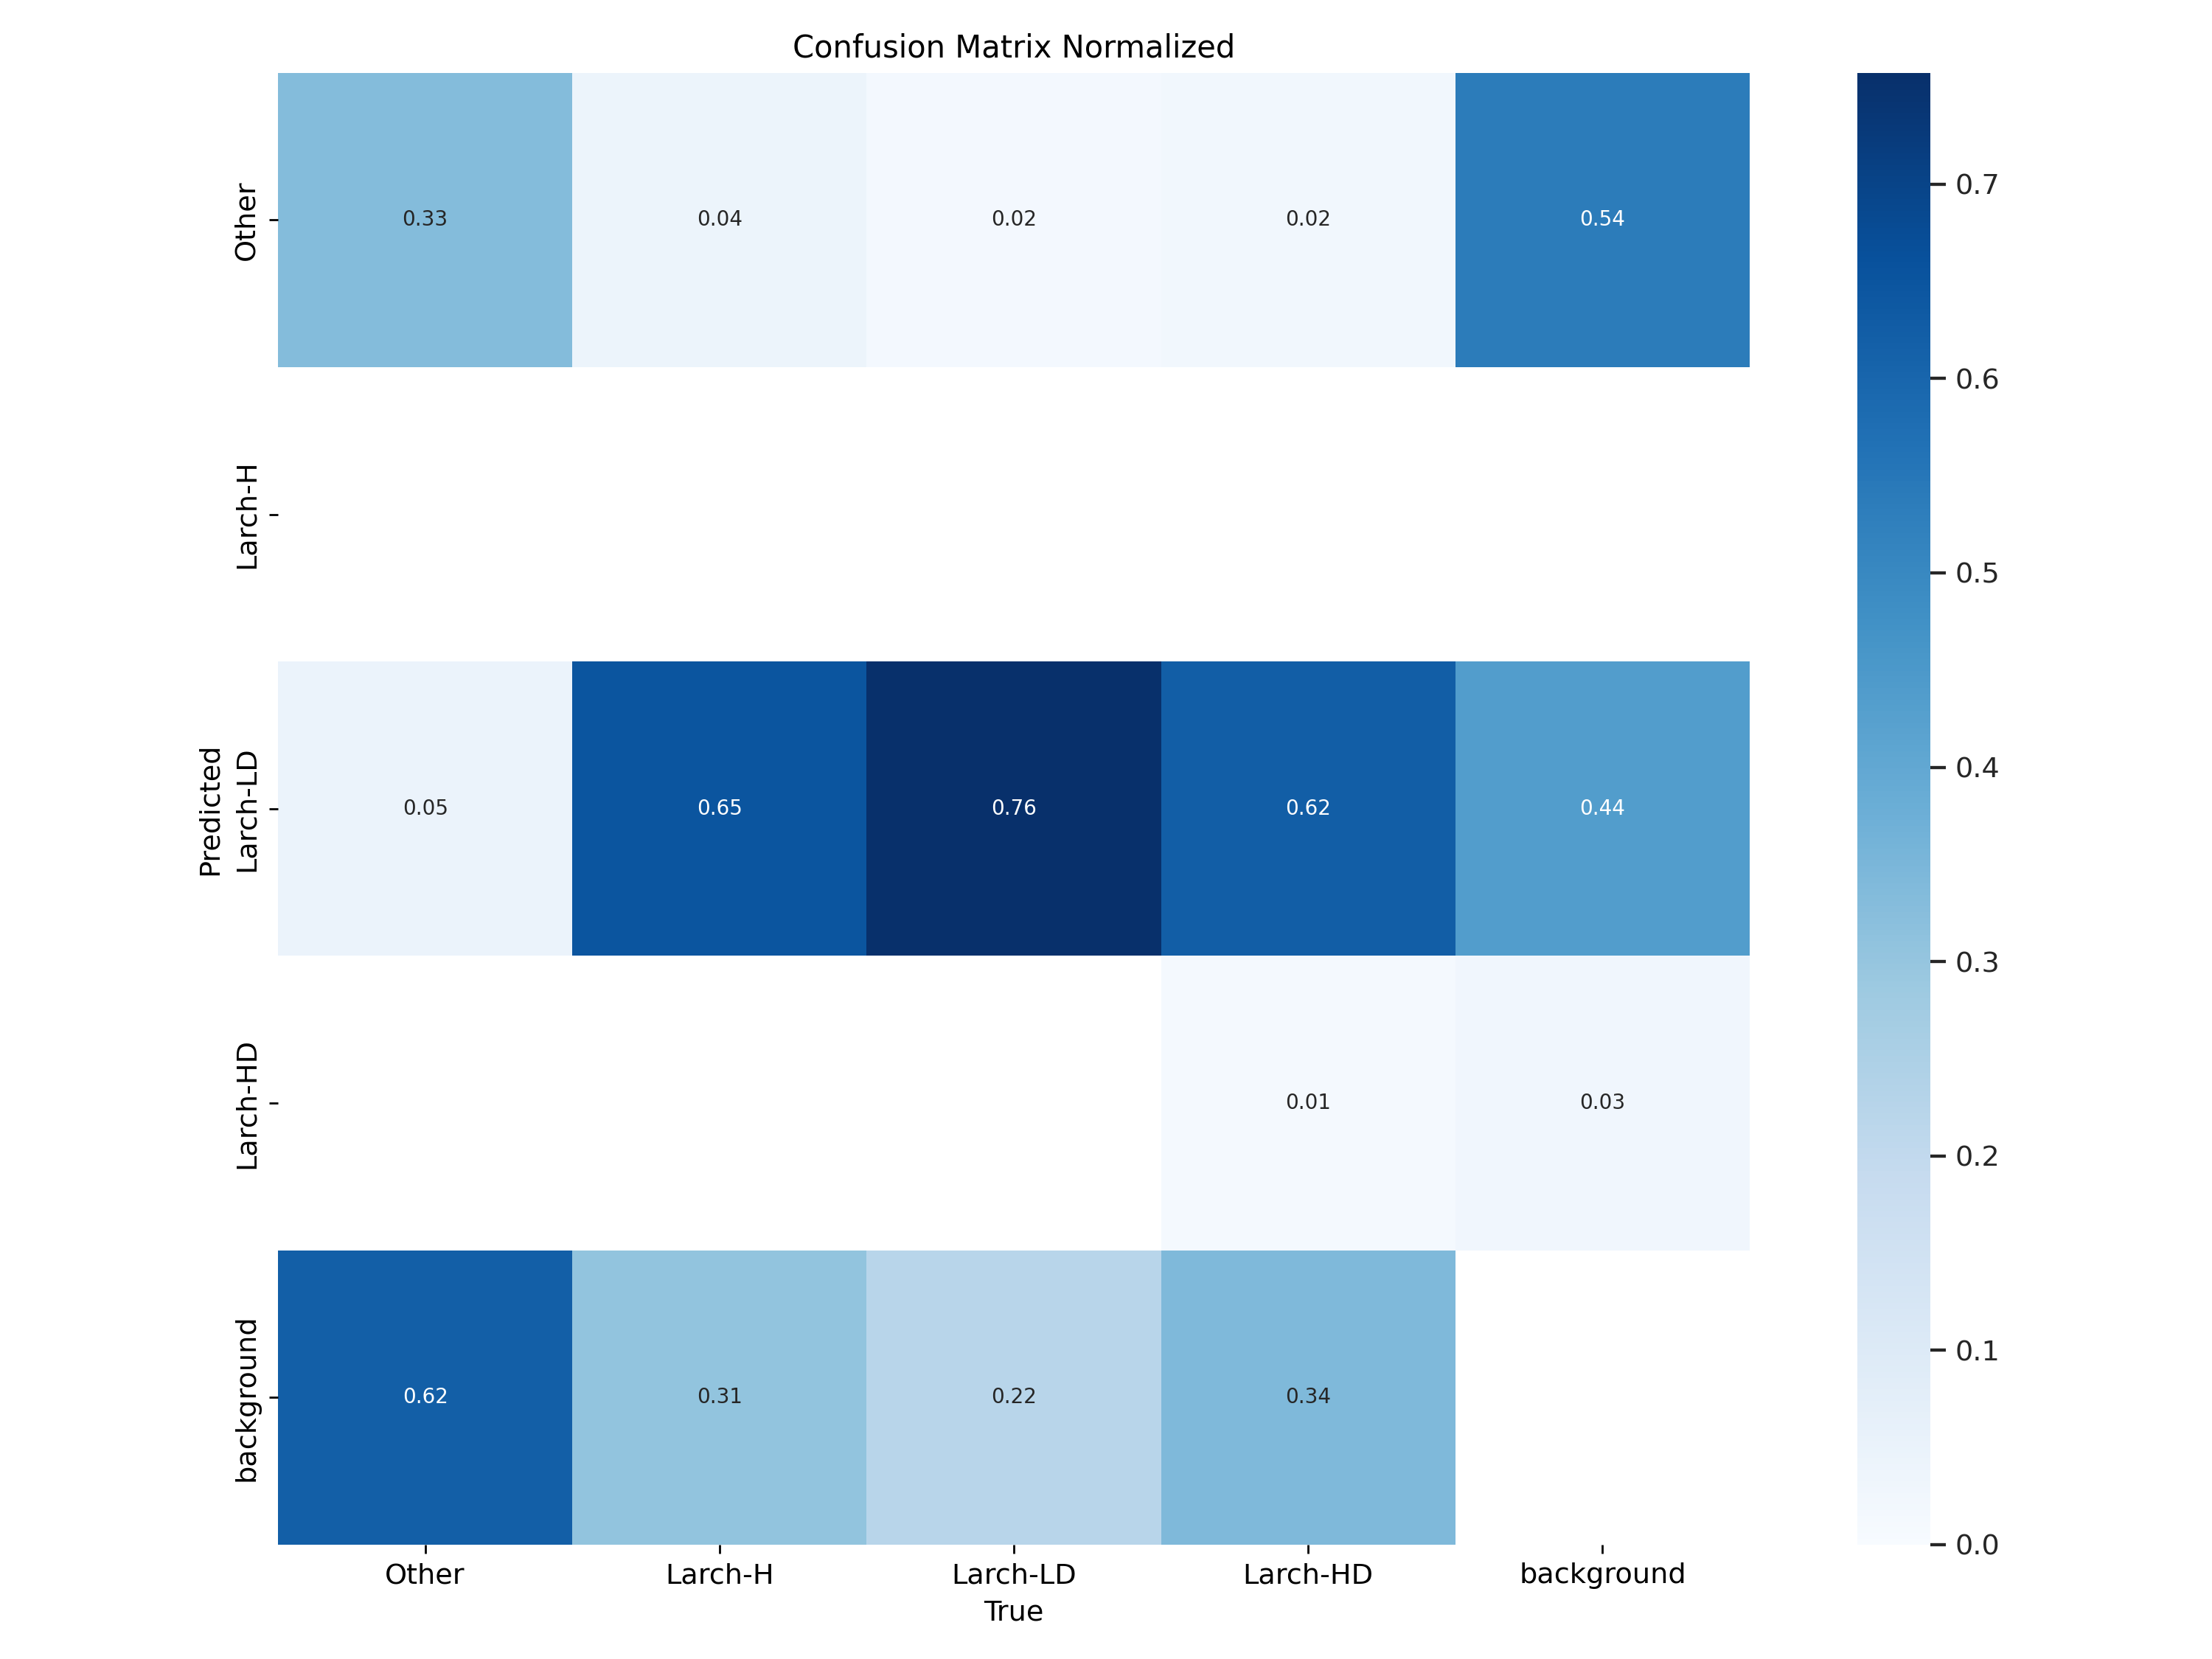 Confusion Matrix Normalized
Other
0.33
0.04
0.02
0.02
0.54
Larch-H
Predicted
Larch-LD
0.05
0.65
0.76
0.62
0.44
Larch-HD
0.01
0.03
background
0.62
0.31
0.22
0.34
Other
Larch-H
Larch-LD
Larch-HD
background
True
0.7
0.6
0.5
0.4
0.3
0.2
0.1
0.0